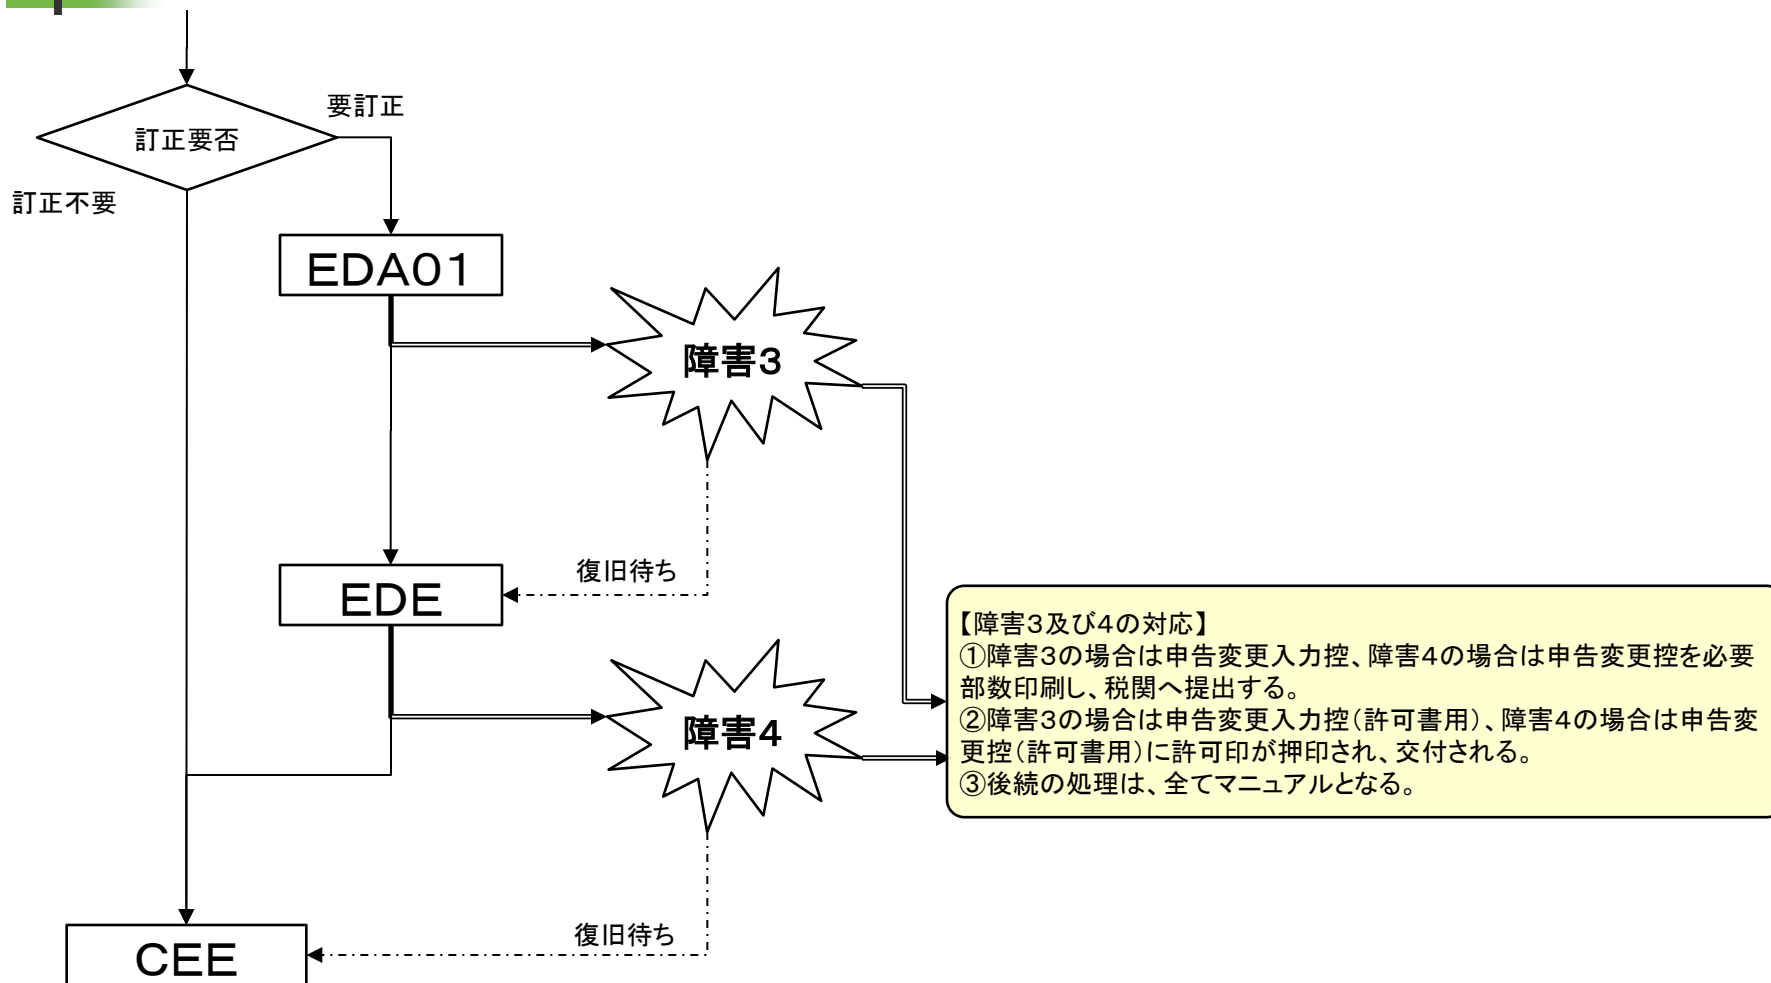 要訂正
訂正要否
訂正不要
EDA01
障害3
復旧待ち
EDE
【障害3及び4の対応】
①障害3の場合は申告変更入力控、障害4の場合は申告変更控を必要
部数印刷し、税関へ提出する。
②障害3の場合は申告変更入力控(許可書用)、障害4の場合は申告変
更控(許可書用)に許可印が押印され、交付される。
③後続の処理は、全てマニュアルとなる。
障害4
復旧待ち
CEE